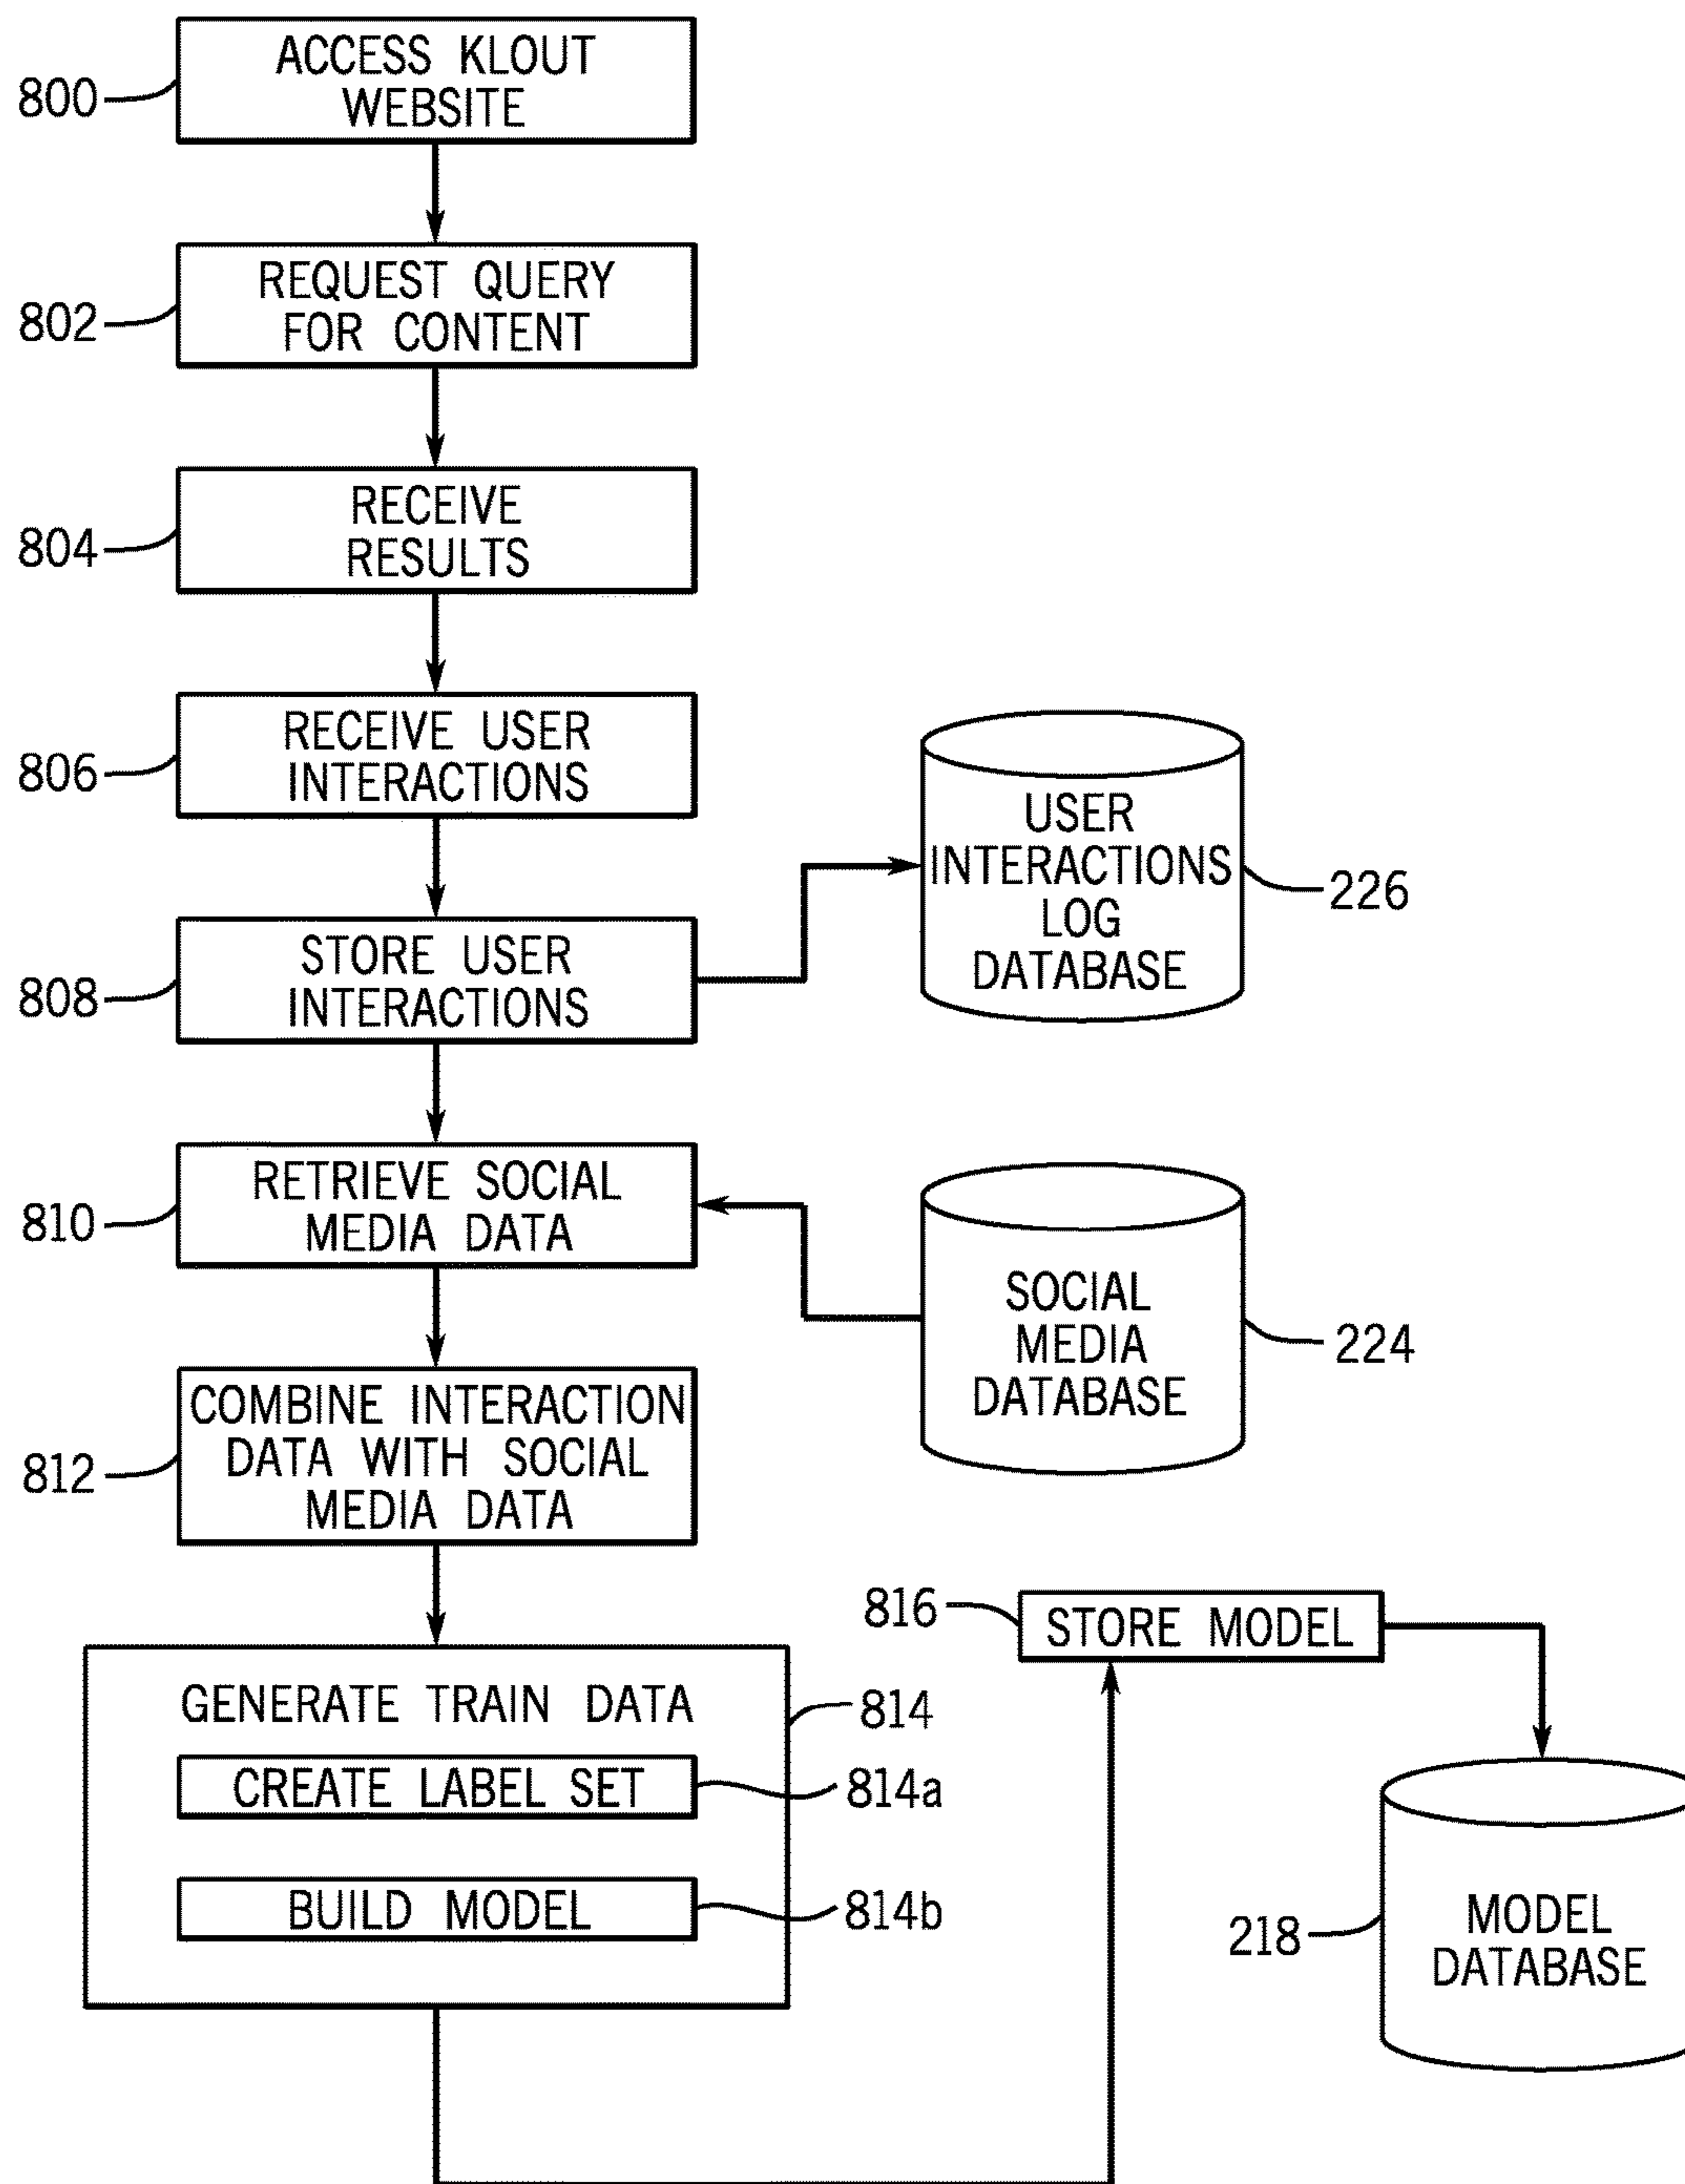 800
ACCESS KLOUT
WEBSITE
802
REQUEST QUERY
FOR CONTENT
804
RECEIVE
RESULTS
806
RECEIVE USER
INTERACTIONS
808
STORE USER
INTERACTIONS
USER
INTERACTIONS
LOG
DATABASE
226
810
RETRIEVE SOCIAL
MEDIA DATA
SOCIAL
MEDIA
DATABASE
224
812
COMBINE INTERACTION
DATA WITH SOCIAL
MEDIA DATA
GENERATE TRAIN DATA
814
CREATE LABEL SET
814a
BUILD MODEL
814b
816
STORE MODEL
218
MODEL
DATABASE